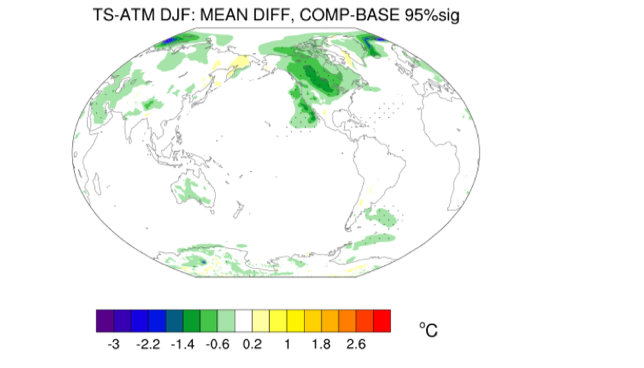 TS-ATM DJF: MEAN DIFF, COMP-BASE 95%sig
-3 -2.2 -1.4 -0.6 0.2 1 1.8 2.6
°C